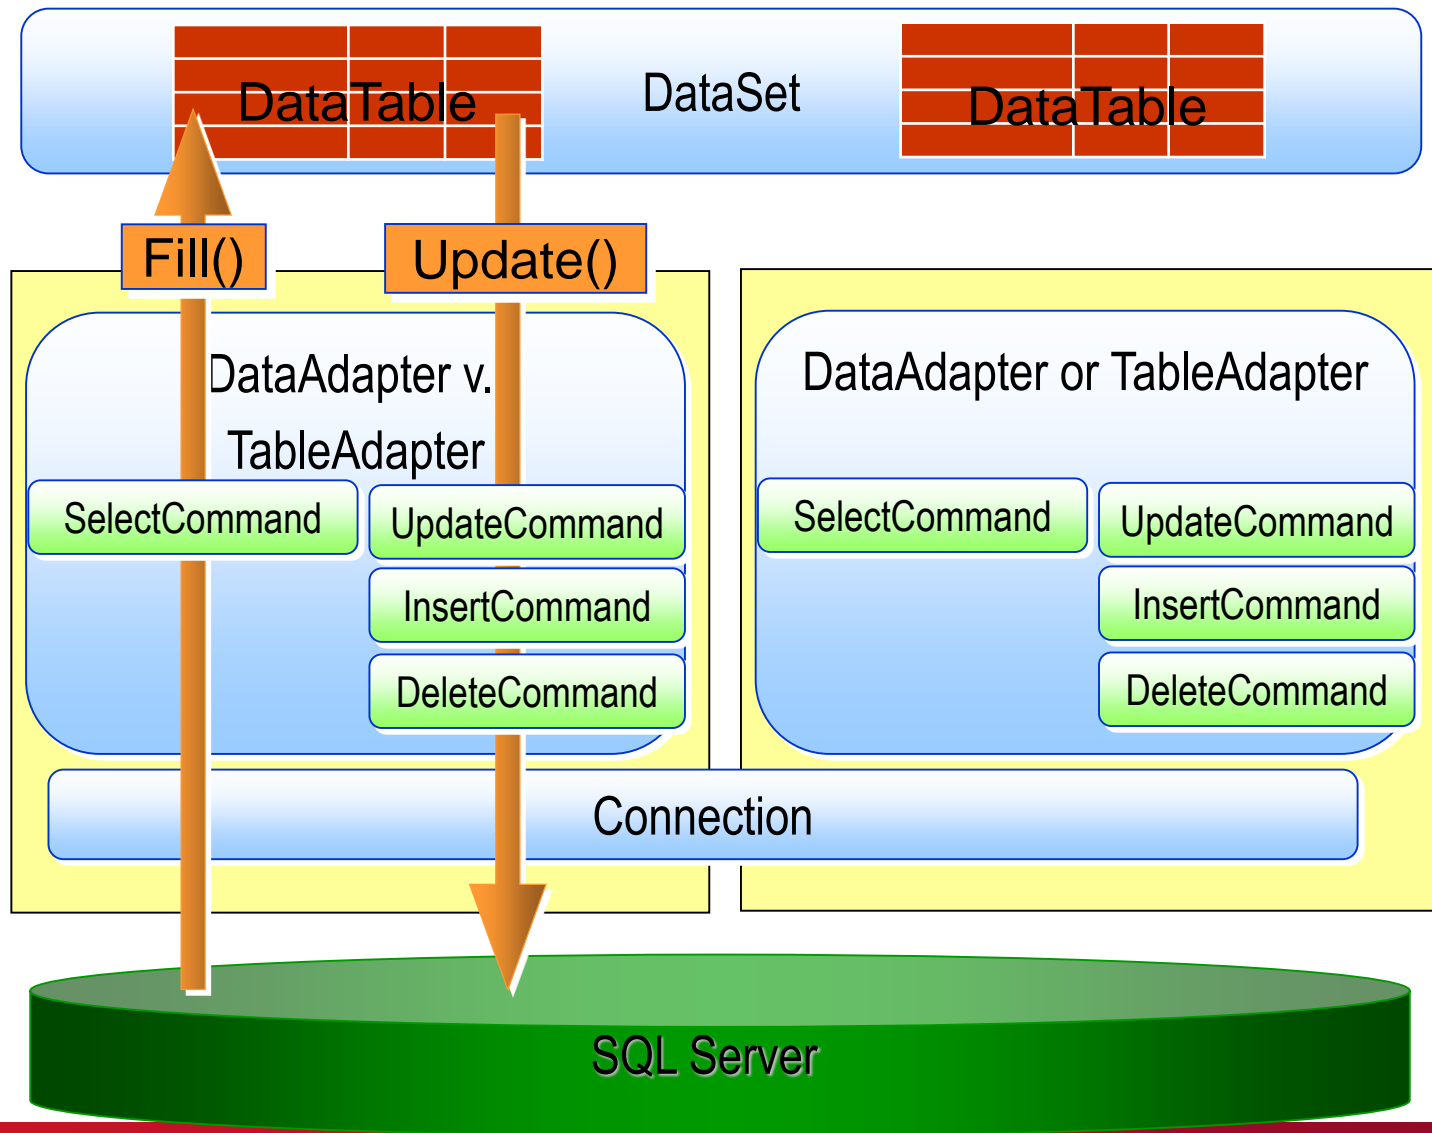 DataTable
DataSet
DataTable
Fill()
Update()
DataAdapter v.
TableAdapter
SelectCommand
UpdateCommand
InsertCommand
DeleteCommand
DataAdapter or TableAdapter
SelectCommand
UpdateCommand
InsertCommand
DeleteCommand
Connection
SQL Server